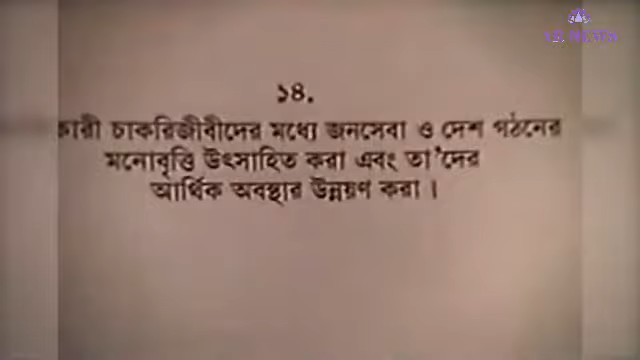 ১৪.
কারী চাকরিজীবীদের মধ্যে জনসেবা ও দেশ গঠনের
মনোবৃত্তি উৎসাহিত করা এবং তা'দের
আর্থিক অবস্থার উন্নয়ণ করা।